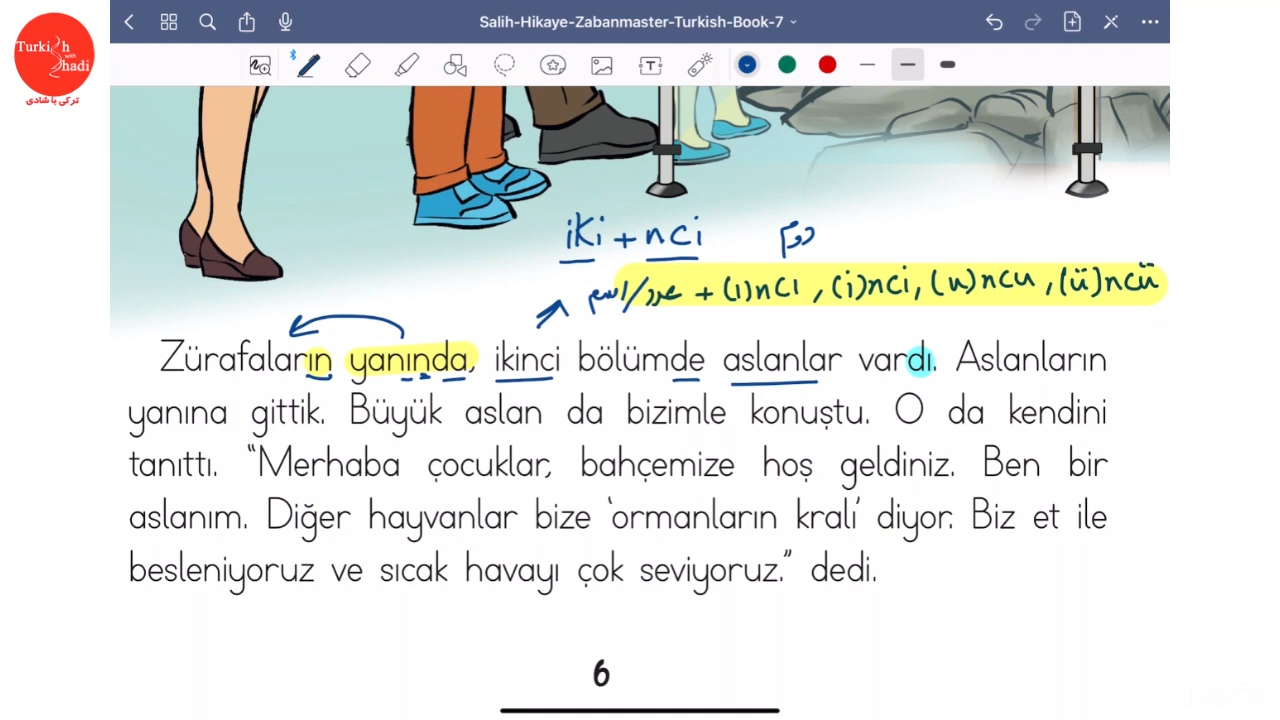 Turkish
with
Shadi
ترکی با شادی
Salih-Hikaye-Zabanmaster-Turkish-Book-7
T
iki + nci دوم
عدد/اسم + (ı)ncı, (i)nci, (u)ncu, (ü)ncü
Zürafaların yanında, ikinci bölümde aslanlar vardı. Aslanların
yanına gittik. Büyük aslan da bizimle konuştu. O da kendini
tanıttı. “Merhaba çocuklar, bahçemize hoş geldiniz. Ben bir
aslanım. Diğer hayvanlar bize ‘ormanların kralı’ diyor. Biz et ile
besleniyoruz ve sıcak havayı çok seviyoruz.” dedi.
6